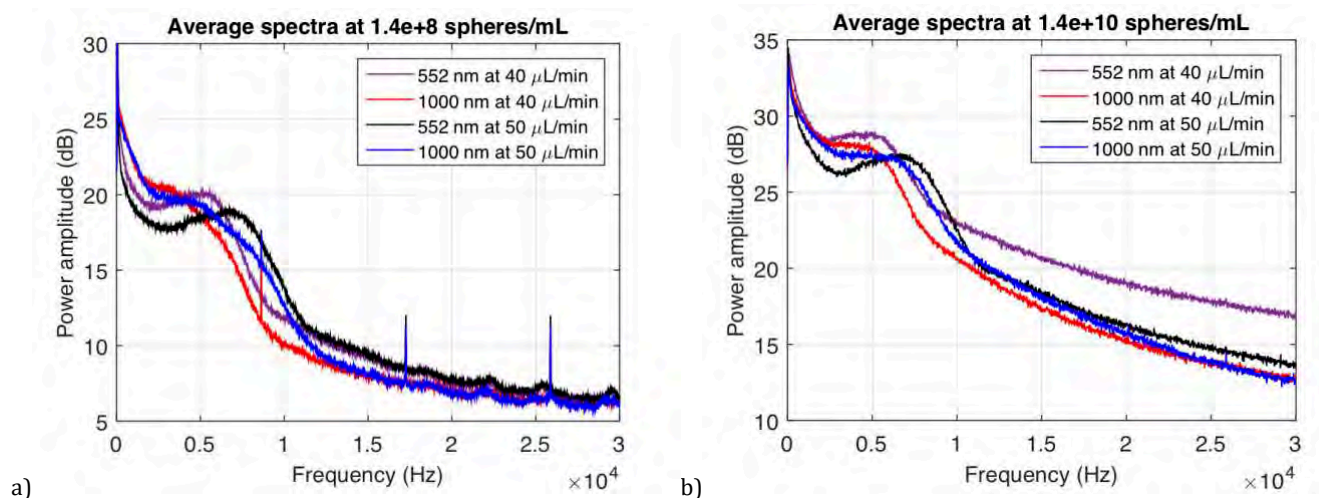 Average spectra at 1.4e+8 spheres/mL
30
25
20
15
10
5
Power amplitude (dB)
552 nm at 40 μL/min
1000 nm at 40 μL/min
552 nm at 50 μL/min
1000 nm at 50 μL/min
0 0.5 1 1.5 2 2.5 3
Frequency (Hz)
×10⁴
a)
Average spectra at 1.4e+10 spheres/mL
35
30
25
20
15
10
Power amplitude (dB)
552 nm at 40 μL/min
1000 nm at 40 μL/min
552 nm at 50 μL/min
1000 nm at 50 μL/min
0 0.5 1 1.5 2 2.5 3
Frequency (Hz)
×10⁴
b)